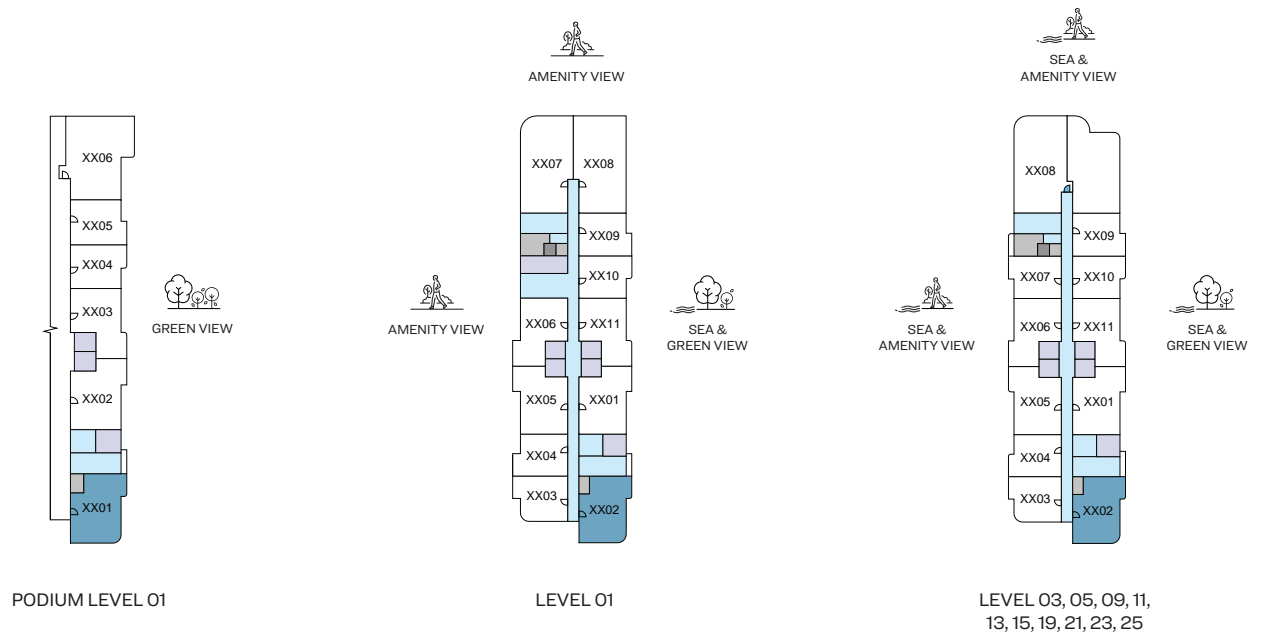 AMENITY VIEW
SEA &
AMENITY VIEW
XX06
XX05
XX04
XX03
XX02
XX01
GREEN VIEW
PODIUM LEVEL 01
AMENITY VIEW
XX07
XX08
XX09
XX10
XX06
XX11
XX05
XX01
XX04
XX03
XX02
SEA &
GREEN VIEW
LEVEL 01
SEA &
AMENITY VIEW
XX08
XX09
XX07
XX10
XX06
XX11
XX05
XX01
XX04
XX03
XX02
SEA &
GREEN VIEW
LEVEL 03, 05, 09, 11,
13, 15, 19, 21, 23, 25